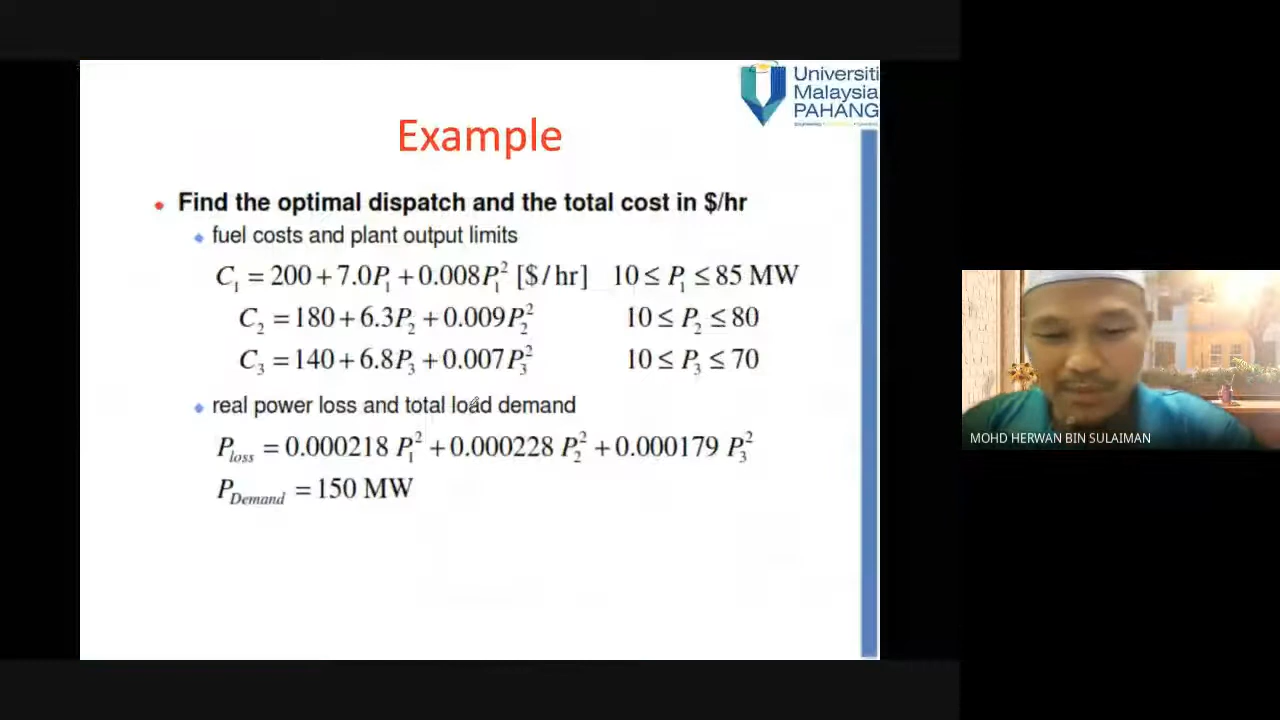 Universiti
Malaysia
PAHANG
Example
• Find the optimal dispatch and the total cost in $/hr
◆ fuel costs and plant output limits
C₁ = 200 + 7.0P₁ + 0.008P₁² [$/hr] 10 ≤ P₁ ≤ 85 MW
C₂ = 180 + 6.3P₂ + 0.009P₂² 10 ≤ P₂ ≤ 80
C₃ = 140 + 6.8P₃ + 0.007P₃² 10 ≤ P₃ ≤ 70
◆ real power loss and total load demand
P_loss = 0.000218 P₁² + 0.000228 P₂² + 0.000179 P₃²
P_Demand = 150 MW
MOHD HERWAN BIN SULAIMAN